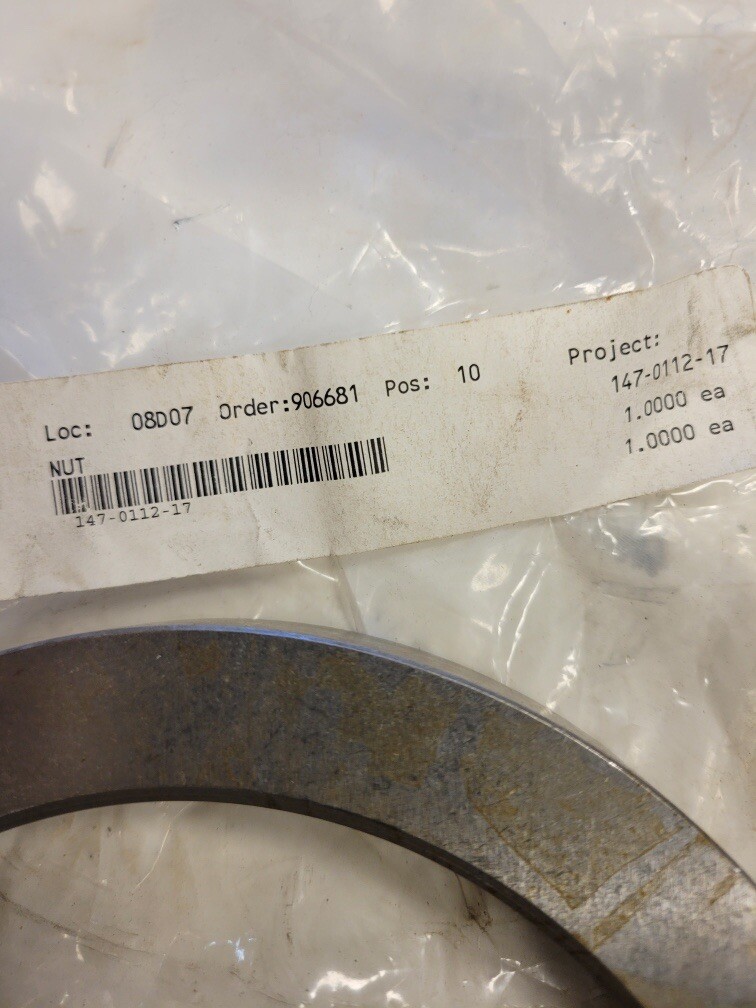 Loc: 08D07 Order:906681 Pos: 10 Project:
147-0112-17
1.0000 ea
1.0000 ea
NUT
147-0112-17